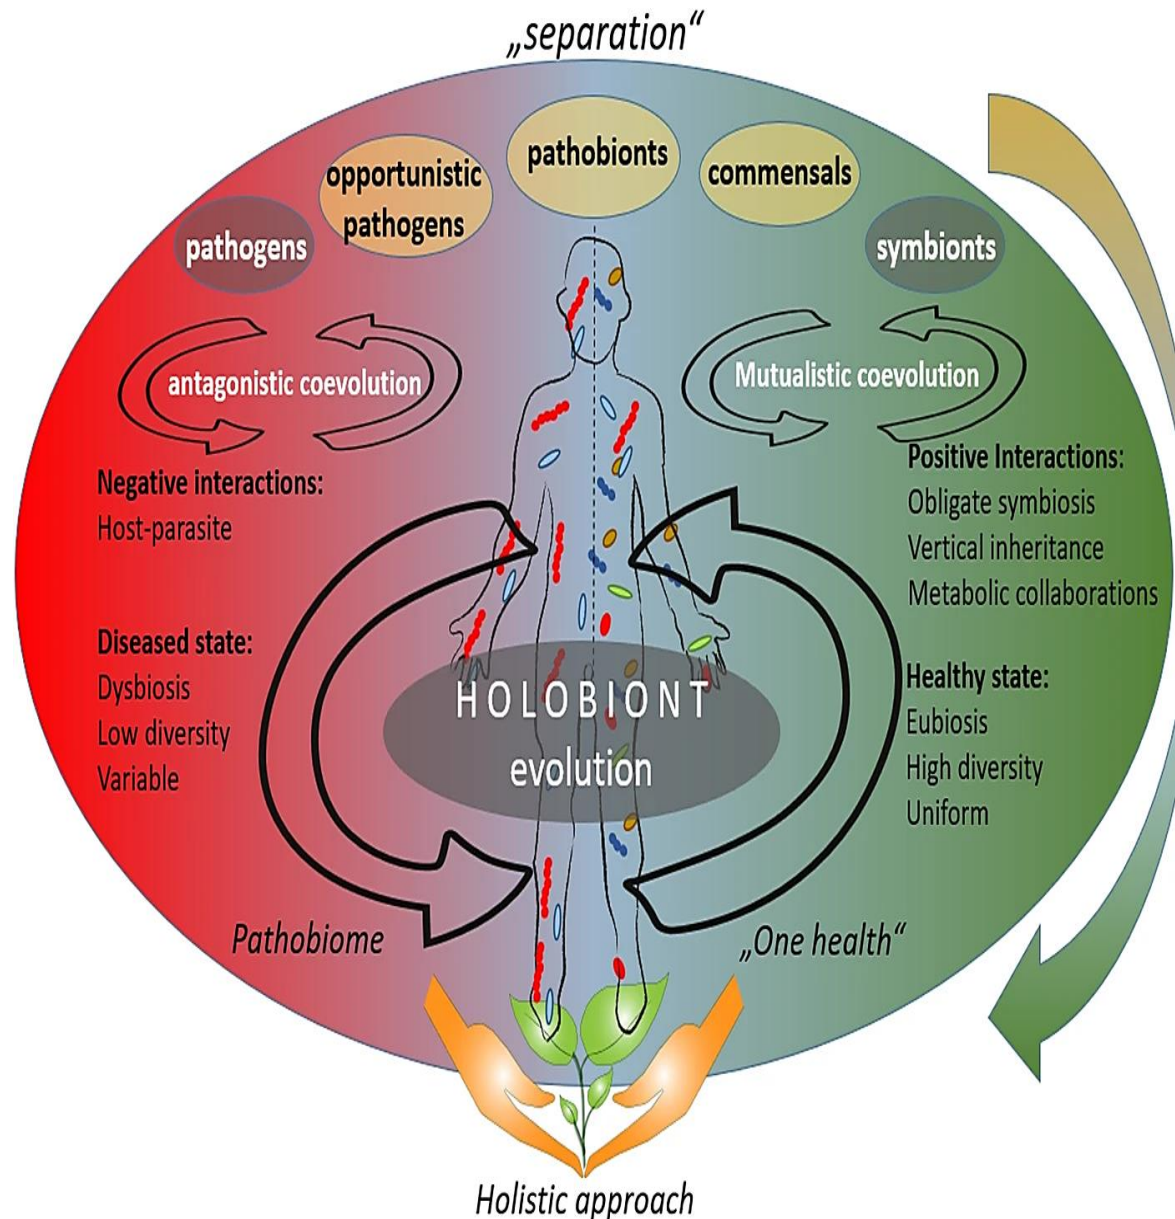 „separation“
pathobionts
opportunistic
pathogens
commensals
pathogens
symbionts
antagonistic coevolution
Mutualistic coevolution
Negative interactions:
Host-parasite
Positive Interactions:
Obligate symbiosis
Vertical inheritance
Metabolic collaborations
Diseased state:
Dysbiosis
Low diversity
Variable
HOLOBIONT
evolution
Healthy state:
Eubiosis
High diversity
Uniform
Pathobiome
„One health“
Holistic approach